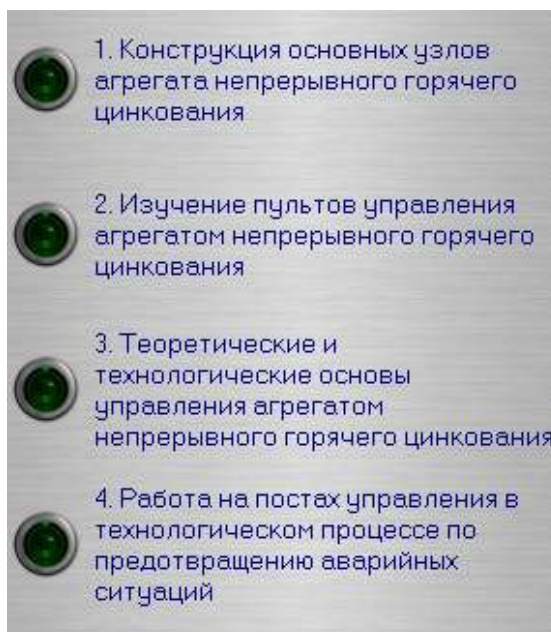 1. Конструкция основных узлов
агрегата непрерывного горячего
цинкования
2. Изучение пультов управления
агрегатом непрерывного горячего
цинкования
3. Теоретические и
технологические основы
управления агрегатом
непрерывного горячего цинкования
4. Работа на постах управления в
технологическом процессе по
предотвращению аварийных
ситуаций